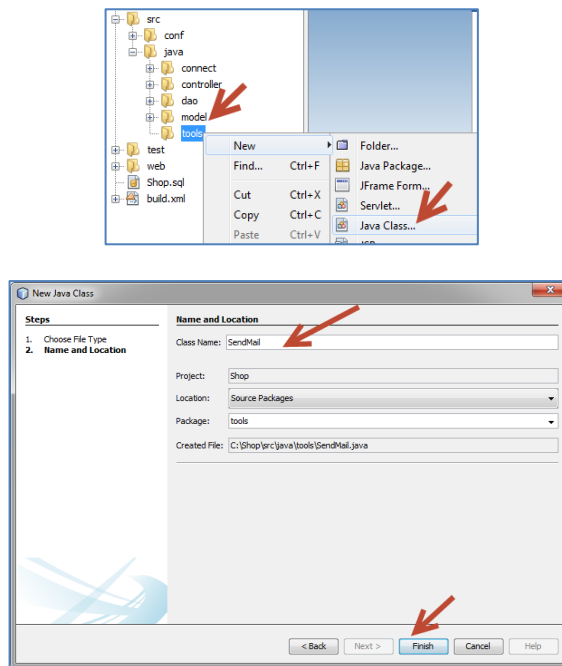 src
conf
java
connect
controller
dao
model
tools
test
web
Shop.sql
build.xml
New
Find... Ctrl+F
Cut Ctrl+X
Copy Ctrl+C
Paste Ctrl+V
Folder...
Java Package...
JFrame Form...
Servlet...
Java Class...
New Java Class
Steps
1. Choose File Type
2. Name and Location
Name and Location
Class Name: SendMail
Project: Shop
Location: Source Packages
Package: tools
Created File: C:\Shop\src\java\tools\SendMail.java
< Back Next > Finish Cancel Help